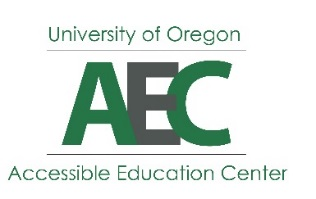 University of Oregon
AEC
Accessible Education Center